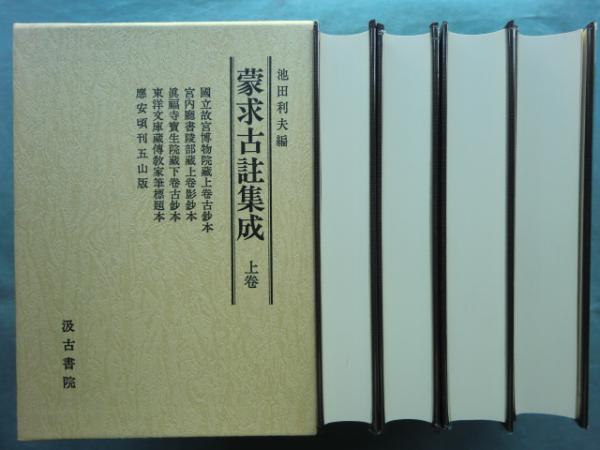 池田利夫編
蒙求古註集成
上卷
國立故宮博物院藏上卷古鈔本
宮內廳書陵部藏上卷影鈔本
眞福寺寶生院藏下卷古鈔本
東洋文庫藏傳敎家筆標題本
應安頃刊五山版
汲古書院